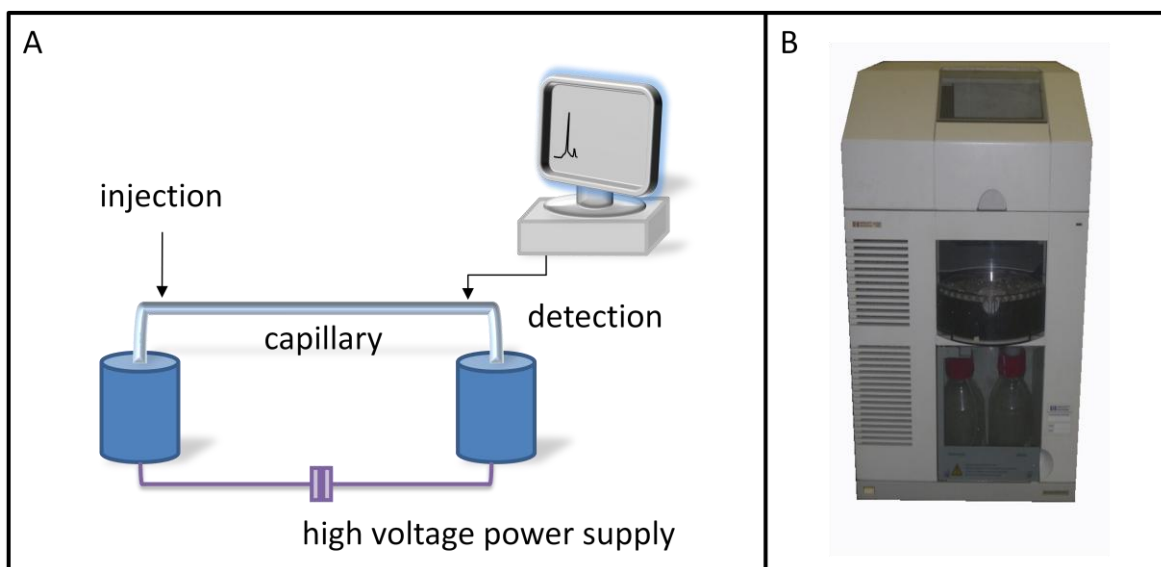 A
injection
capillary
detection
high voltage power supply
B